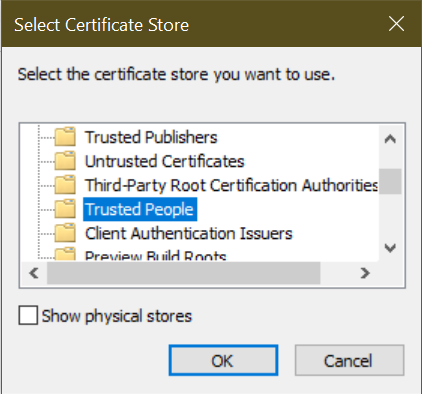 Select Certificate Store
Select the certificate store you want to use.
Trusted Publishers
Untrusted Certificates
Third-Party Root Certification Authorities
Trusted People
Client Authentication Issuers
Preview Build Roots
Show physical stores
OK
Cancel